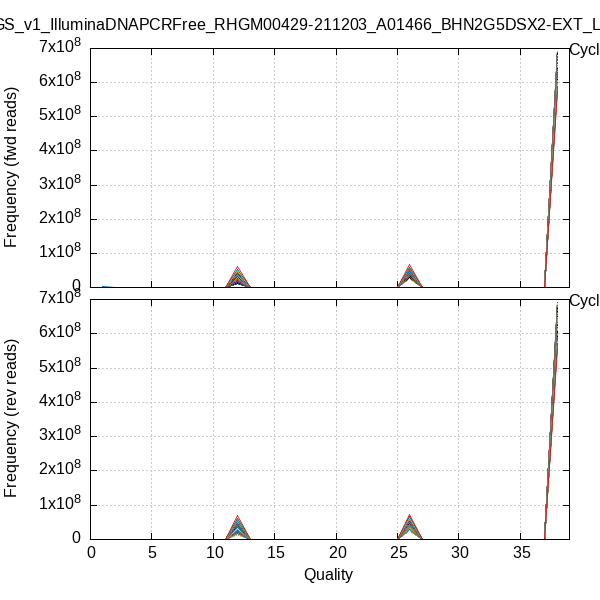 GS_v1_IlluminaDNAPCRFree_RHGM00429-211203_A01466_BHN2G5DSX2-EXT_L
Cycl
7x10^8
6x10^8
5x10^8
4x10^8
3x10^8
2x10^8
1x10^8
0
Frequency (fwd reads)
Cycl
7x10^8
6x10^8
5x10^8
4x10^8
3x10^8
2x10^8
1x10^8
0
Frequency (rev reads)
0 5 10 15 20 25 30 35
Quality